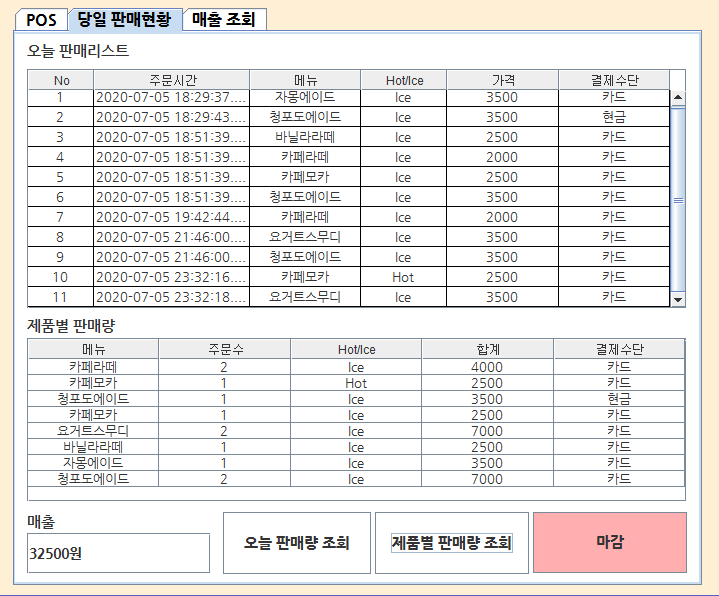 POS 당일 판매현황 매출 조회
오늘 판매리스트
No 주문시간 메뉴 Hot/Ice 가격 결제수단
1 2020-07-05 18:29:37.... 자몽에이드 Ice 3500 카드
2 2020-07-05 18:29:43.... 청포도에이드 Ice 3500 현금
3 2020-07-05 18:51:39.... 바닐라라떼 Ice 2500 카드
4 2020-07-05 18:51:39.... 카페라떼 Ice 2000 카드
5 2020-07-05 18:51:39.... 카페모카 Ice 2500 카드
6 2020-07-05 18:51:39.... 청포도에이드 Ice 3500 카드
7 2020-07-05 19:42:44.... 카페라떼 Ice 2000 카드
8 2020-07-05 21:46:00.... 요거트스무디 Ice 3500 카드
9 2020-07-05 21:46:00.... 청포도에이드 Ice 3500 카드
10 2020-07-05 23:32:16.... 카페모카 Hot 2500 카드
11 2020-07-05 23:32:18.... 요거트스무디 Ice 3500 카드
제품별 판매량
메뉴 주문수 Hot/Ice 합계 결제수단
카페라떼 2 Ice 4000 카드
카페모카 1 Hot 2500 카드
청포도에이드 1 Ice 3500 현금
카페모카 1 Ice 2500 카드
요거트스무디 2 Ice 7000 카드
바닐라라떼 1 Ice 2500 카드
자몽에이드 1 Ice 3500 카드
청포도에이드 2 Ice 7000 카드
매출
32500원 오늘 판매량 조회 제품별 판매량 조회 마감